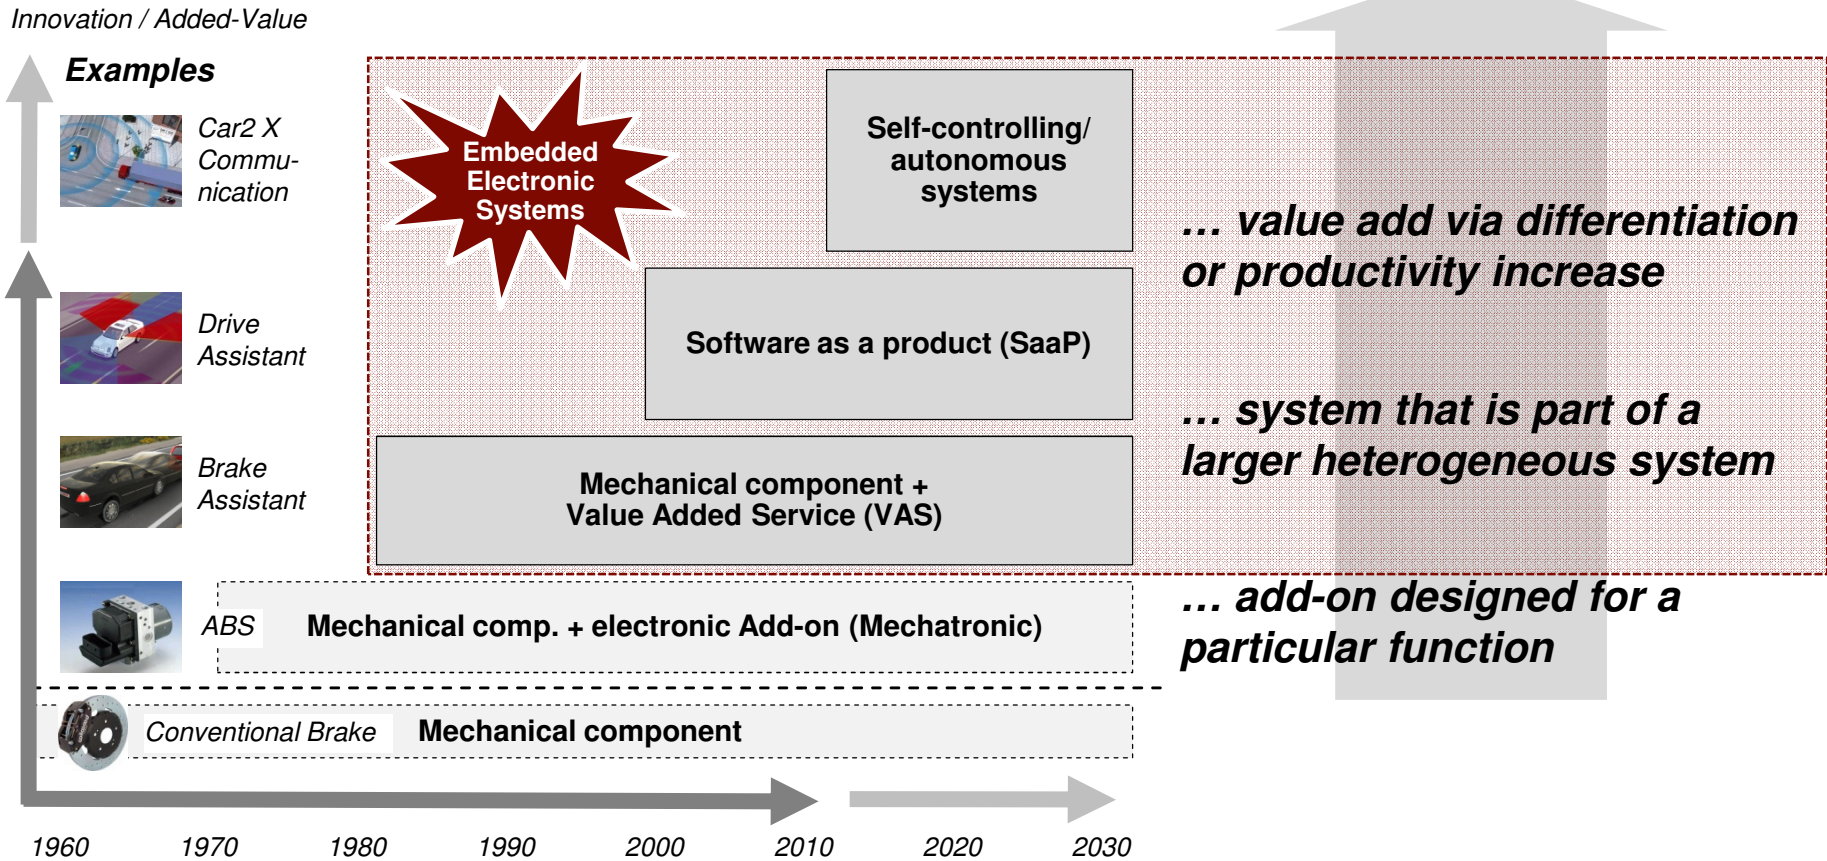 Innovation / Added-Value
Examples
Car2 X
Commu-
nication
Embedded
Electronic
Systems
Self-controlling/
autonomous
systems
... value add via differentiation
or productivity increase
Drive
Assistant
Software as a product (SaaP)
... system that is part of a
larger heterogeneous system
Brake
Assistant
Mechanical component +
Value Added Service (VAS)
ABS
Mechanical comp. + electronic Add-on (Mechatronic)
... add-on designed for a
particular function
Conventional Brake
Mechanical component
1960 1970 1980 1990 2000 2010 2020 2030